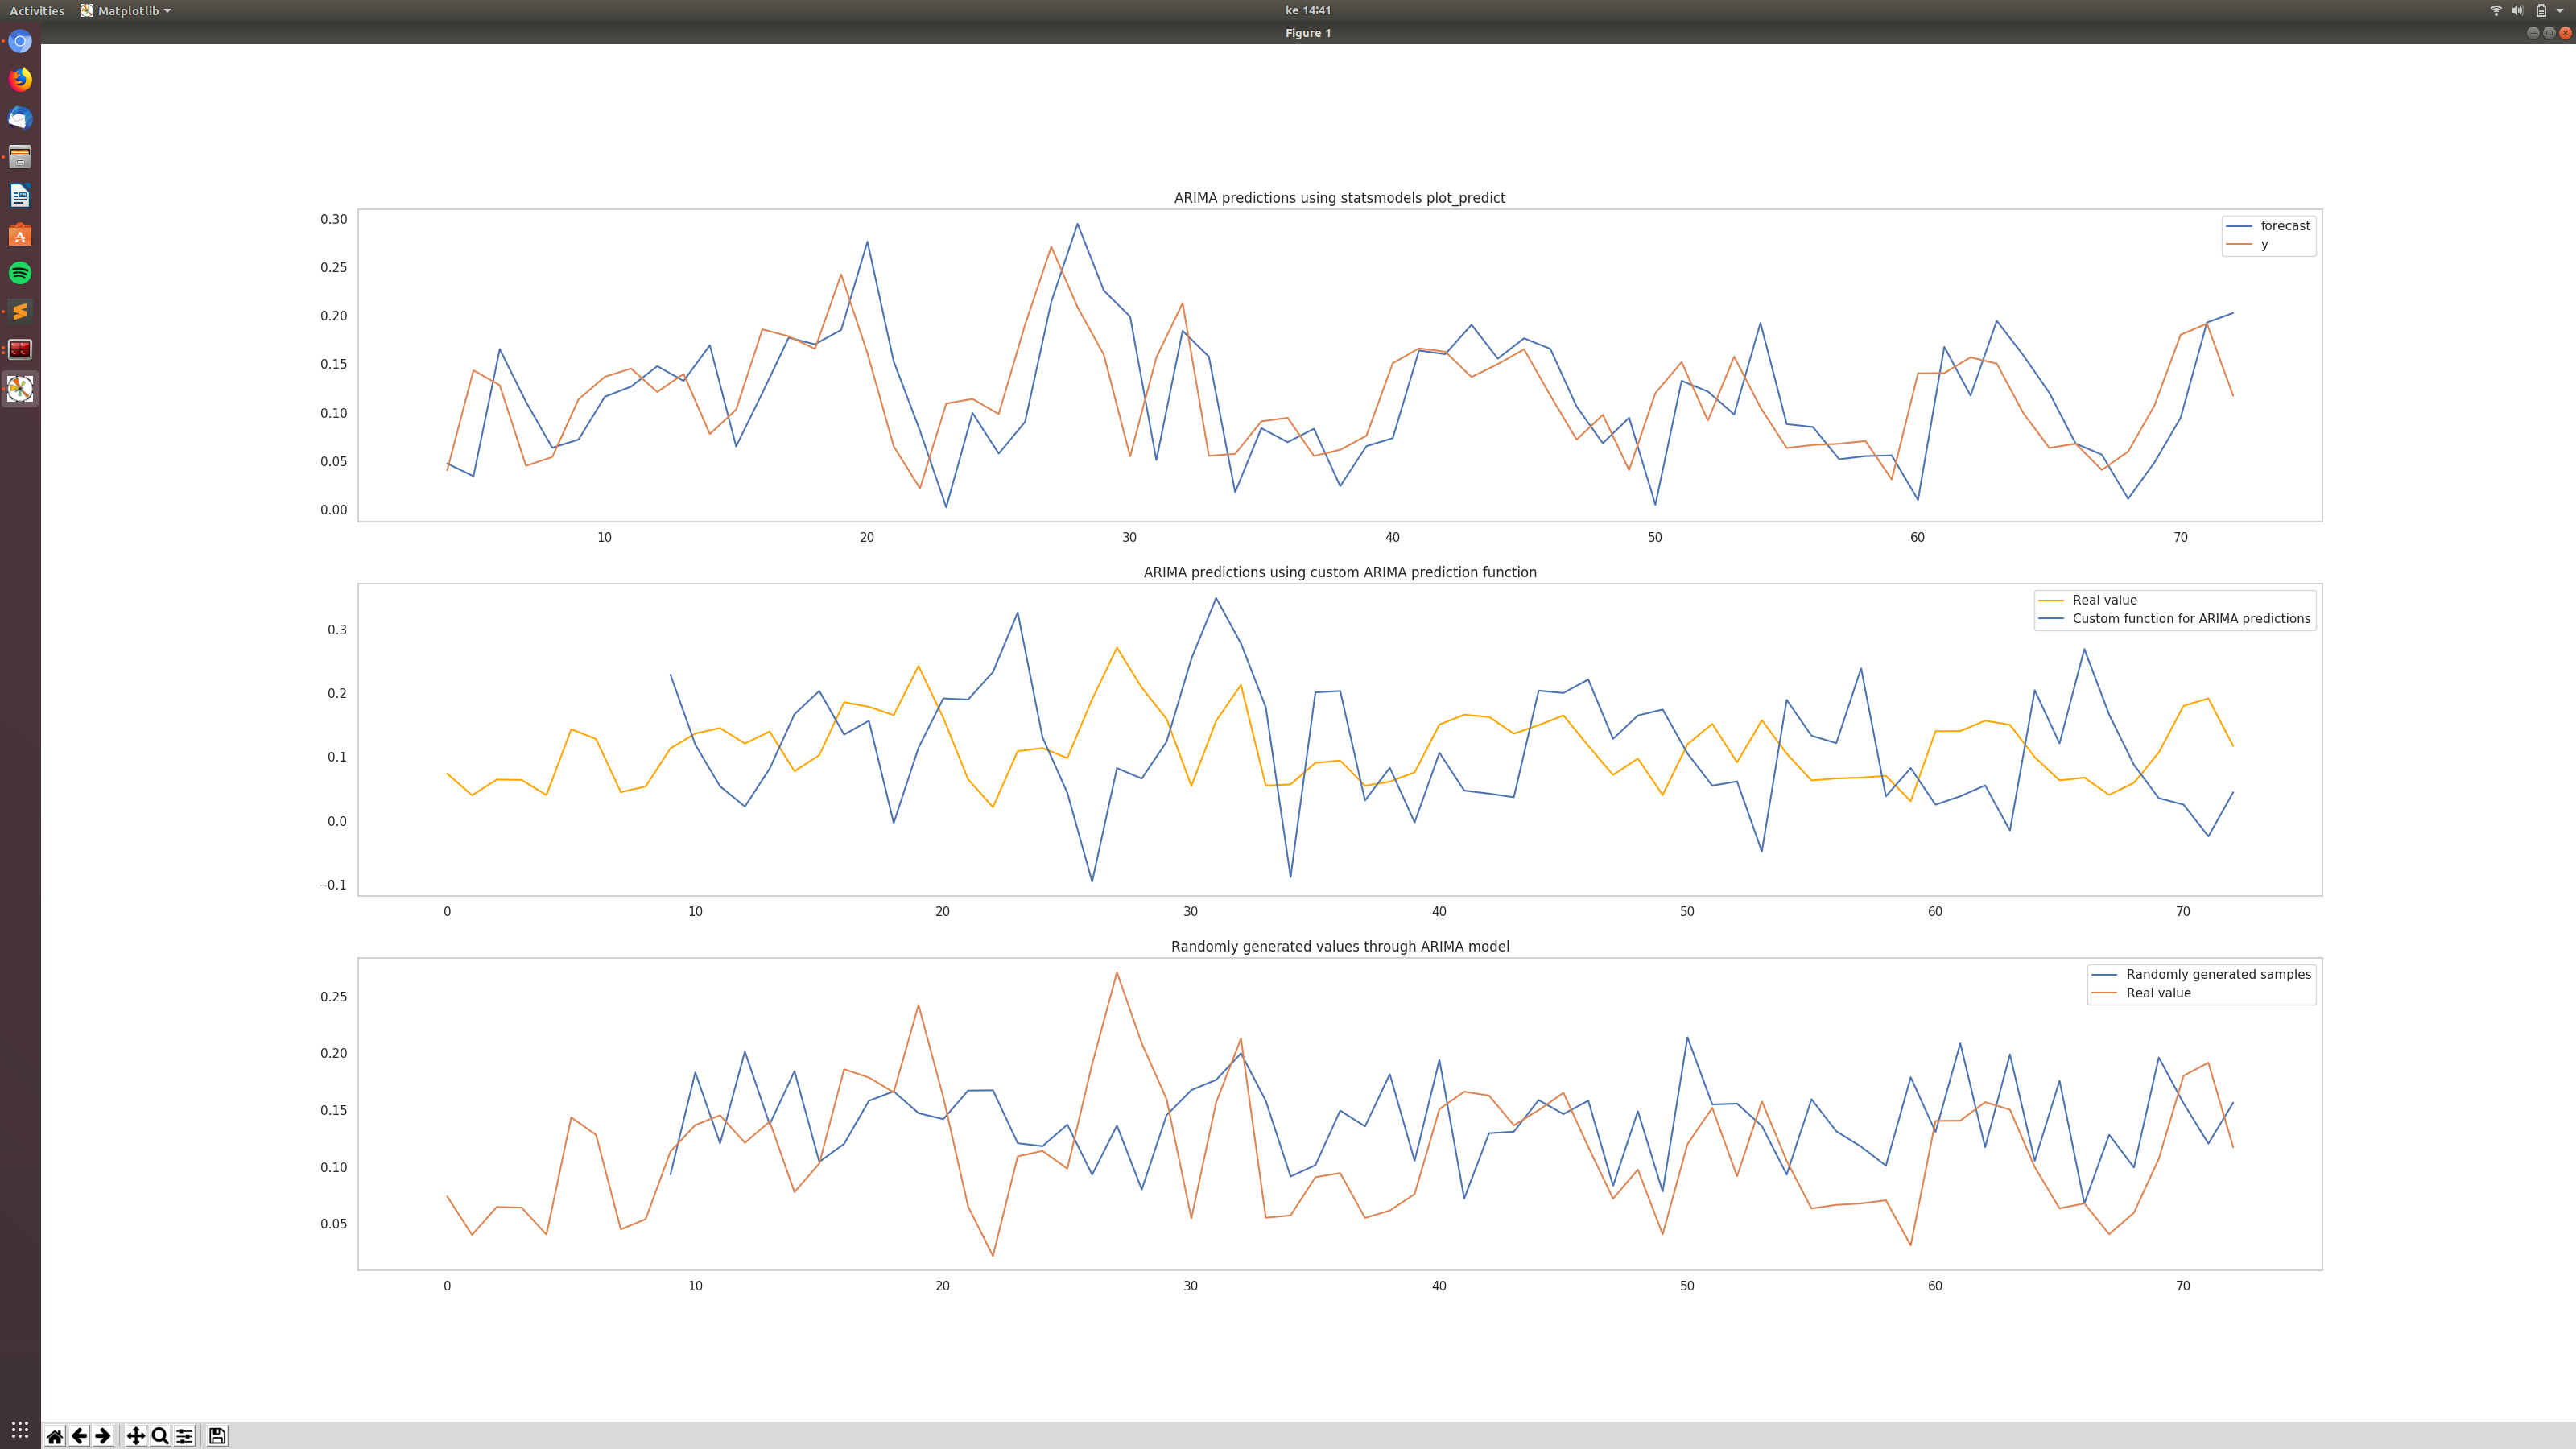 Activities Matplotlib ke 14:41
Figure 1
ARIMA predictions using statsmodels plot_predict
0.30
0.25
0.20
0.15
0.10
0.05
0.00
forecast
y
10 20 30 40 50 60 70
ARIMA predictions using custom ARIMA prediction function
0.3
0.2
0.1
0.0
−0.1
Real value
Custom function for ARIMA predictions
0 10 20 30 40 50 60 70
Randomly generated values through ARIMA model
0.25
0.20
0.15
0.10
0.05
Randomly generated samples
Real value
0 10 20 30 40 50 60 70